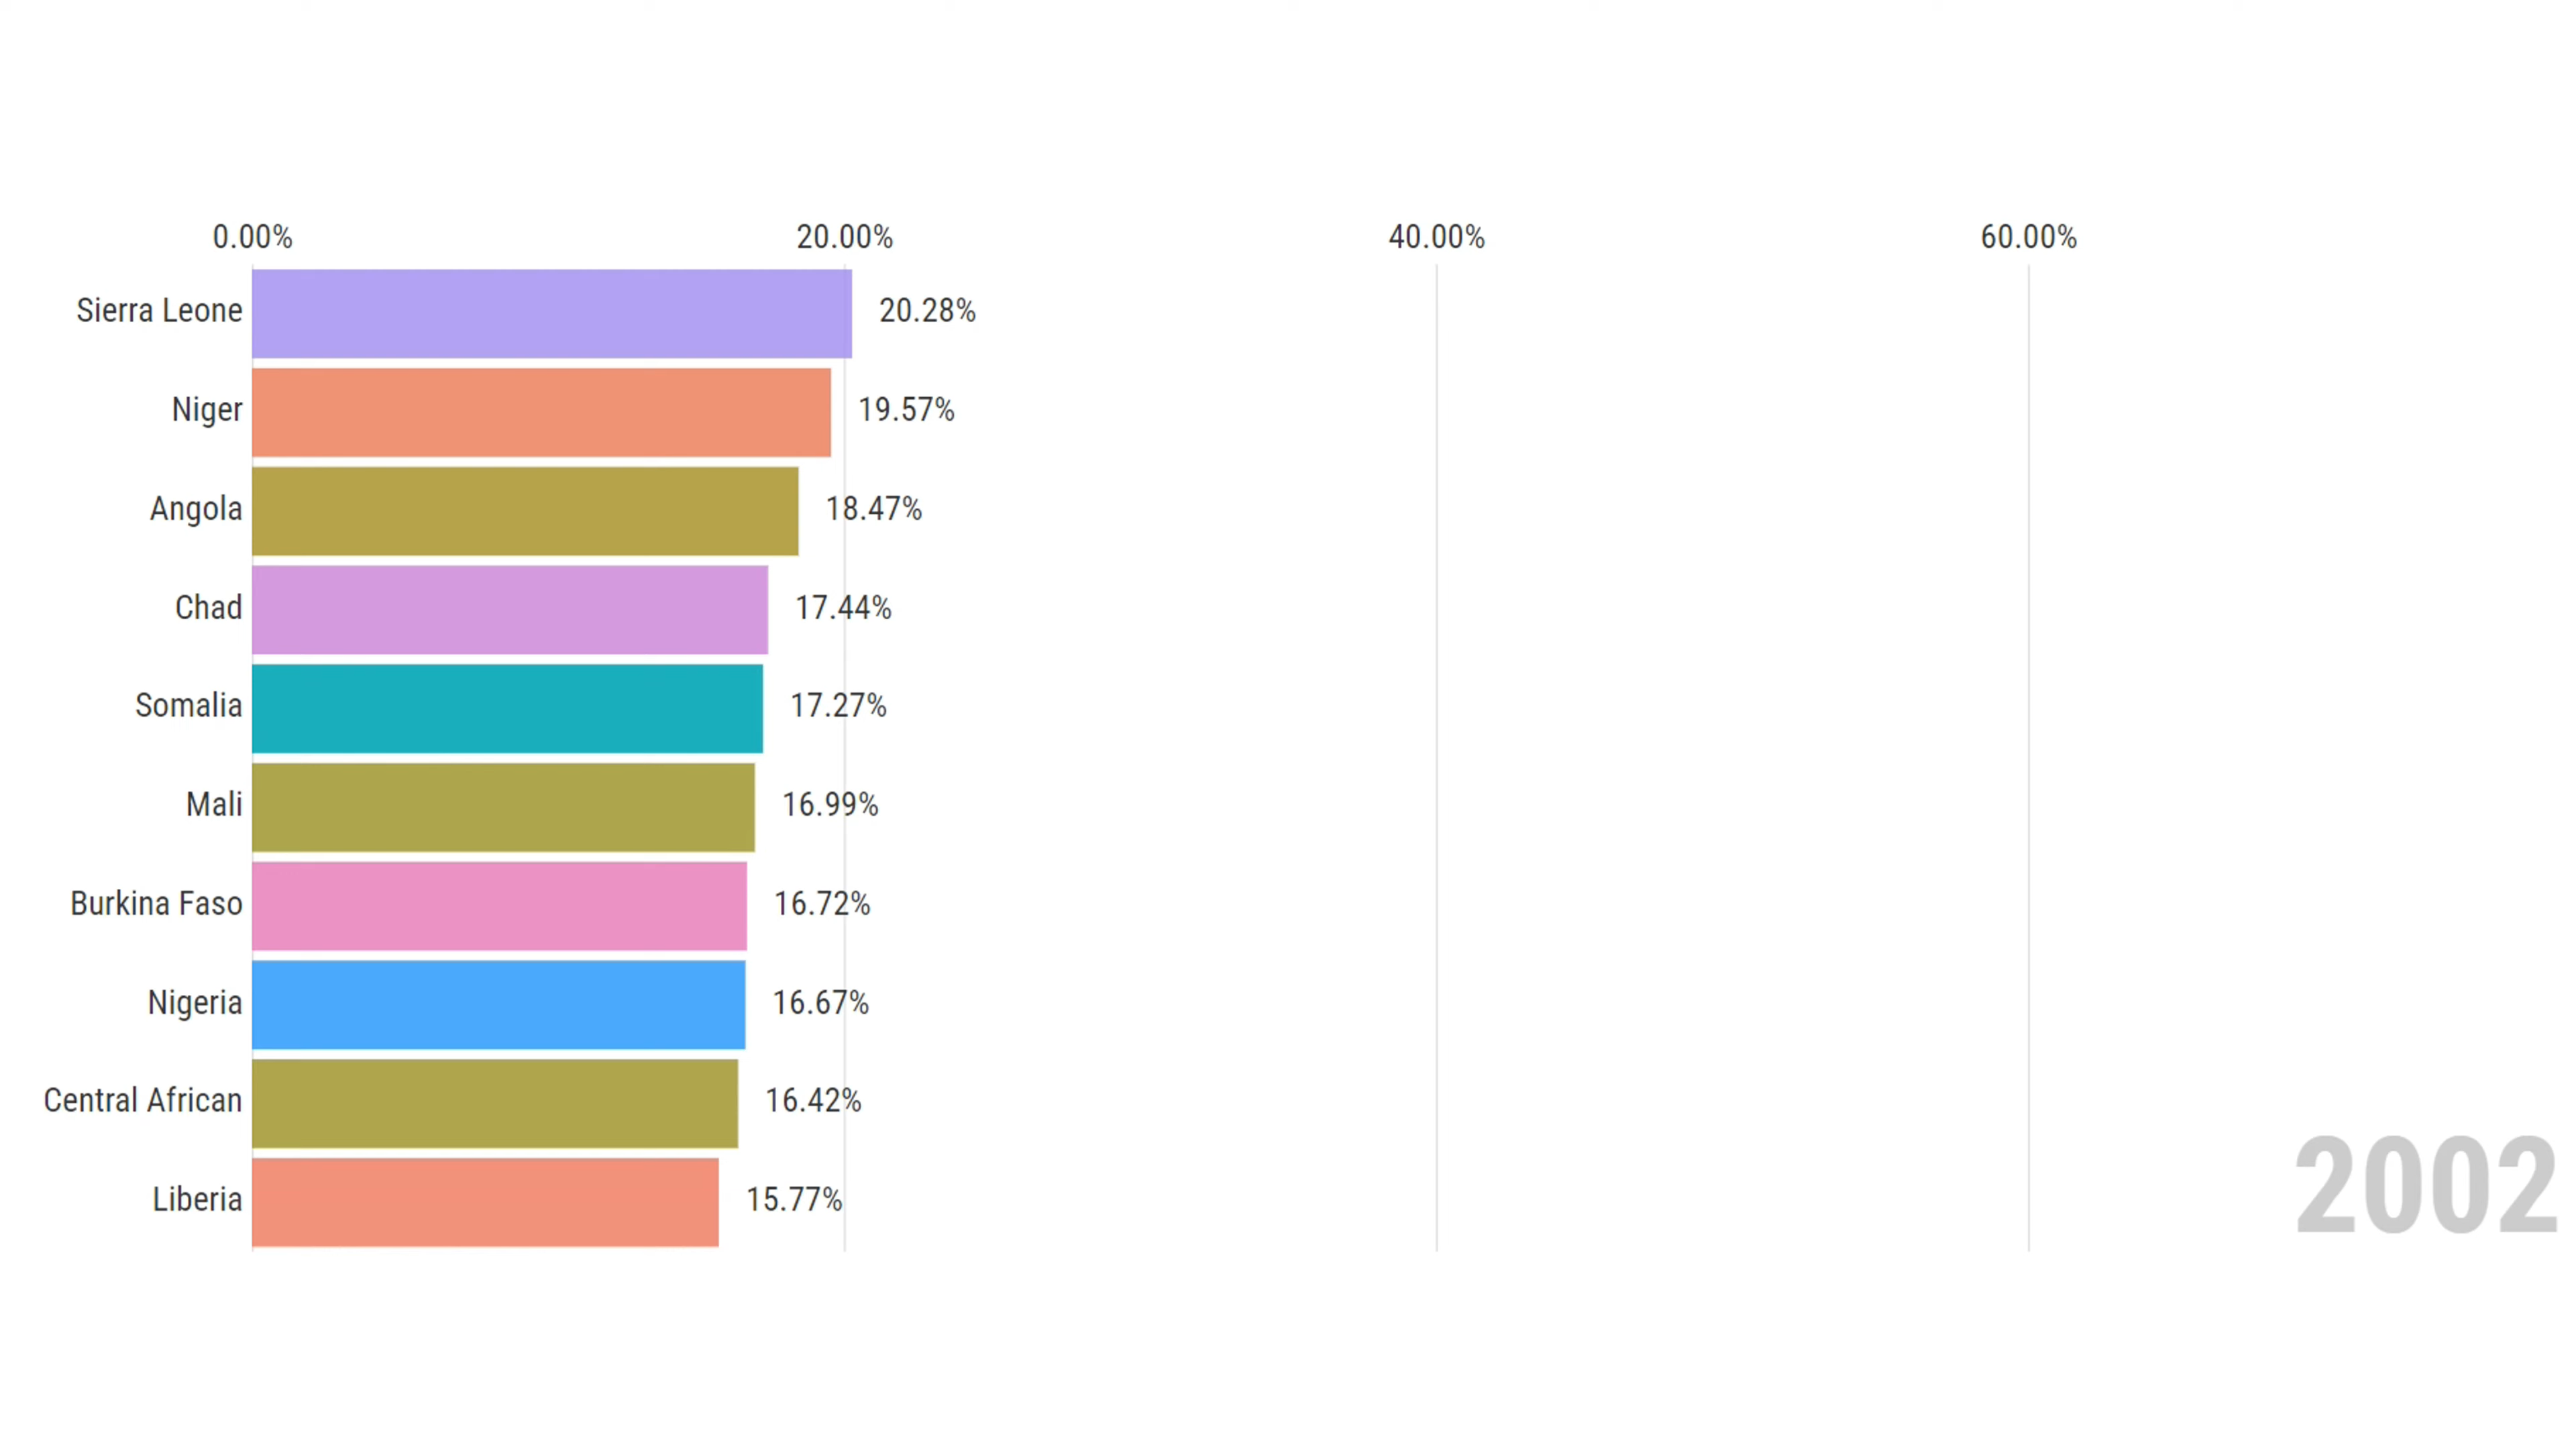 0.00% 20.00% 40.00% 60.00%
Sierra Leone 20.28%
Niger 19.57%
Angola 18.47%
Chad 17.44%
Somalia 17.27%
Mali 16.99%
Burkina Faso 16.72%
Nigeria 16.67%
Central African 16.42%
Liberia 15.77%
2002